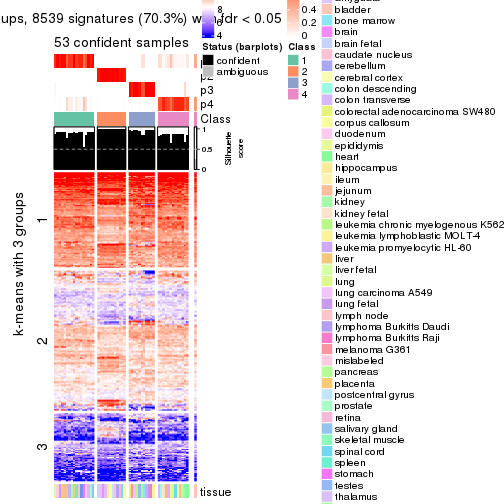 ups, 8539 signatures (70.3%) with fdr < 0.05
53 confident samples
p3
p4
Class
1
0.5
0
Silhouette
score
k-means with 3 groups
1
2
3
tissue
8
6
4
0.4
0.2
0
Status (barplots)
confident
ambiguous
Class
1
2
3
4
bladder
bone marrow
brain
brain fetal
caudate nucleus
cerebellum
cerebral cortex
colon descending
colon transverse
colorectal adenocarcinoma SW480
corpus callosum
duodenum
epididymis
heart
hippocampus
ileum
jejunum
kidney
kidney fetal
leukemia chronic myelogenous K562
leukemia lymphoblastic MOLT-4
leukemia promyelocytic HL-60
liver
liver fetal
lung
lung carcinoma A549
lung fetal
lymph node
lymphoma Burkitts Daudi
lymphoma Burkitts Raji
melanoma G361
mislabeled
pancreas
placenta
postcentral gyrus
prostate
retina
salivary gland
skeletal muscle
spinal cord
spleen
stomach
testes
thalamus